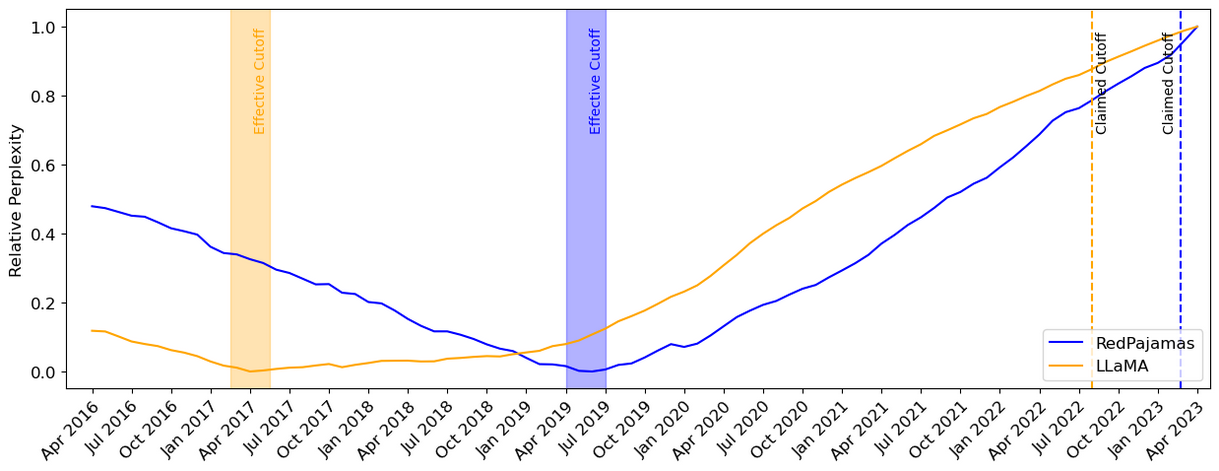 Relative Perplexity
1.0
0.8
0.6
0.4
0.2
0.0
Effective Cutoff
Effective Cutoff
Claimed Cutoff
Claimed Cutoff
RedPajamas
LLaMA
Apr 2016
Jul 2016
Oct 2016
Jan 2017
Apr 2017
Jul 2017
Oct 2017
Jan 2018
Apr 2018
Jul 2018
Oct 2018
Jan 2019
Apr 2019
Jul 2019
Oct 2019
Jan 2020
Apr 2020
Jul 2020
Oct 2020
Jan 2021
Apr 2021
Jul 2021
Oct 2021
Jan 2022
Apr 2022
Jul 2022
Oct 2022
Jan 2023
Apr 2023